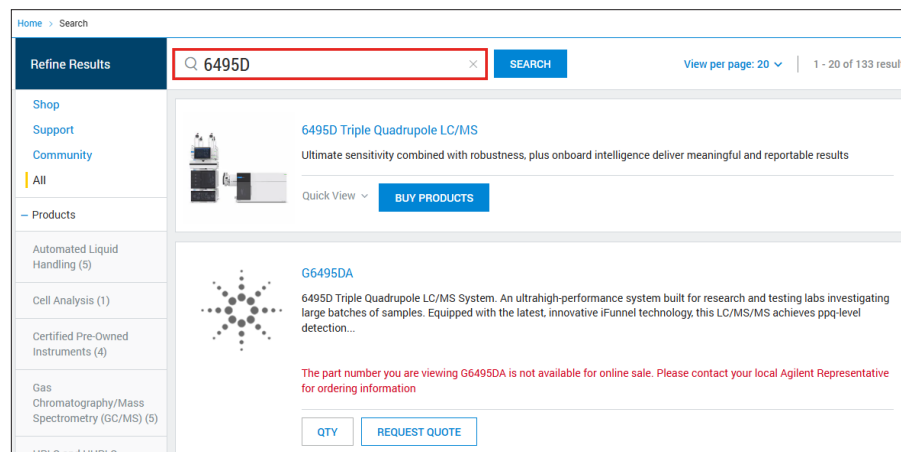 Home > Search
Refine Results
6495D
×
SEARCH
View per page: 20
1 - 20 of 133
Shop
Support
Community
All
– Products
Automated Liquid
Handling (5)
Cell Analysis (1)
Certified Pre-Owned
Instruments (4)
Gas
Chromatography/Mass
Spectrometry (GC/MS) (5)
6495D Triple Quadrupole LC/MS
Ultimate sensitivity combined with robustness, plus onboard intelligence deliver meaningful and reportable results
Quick View
BUY PRODUCTS
G6495DA
6495D Triple Quadrupole LC/MS System. An ultrahigh-performance system built for research and testing labs investigating
large batches of samples. Equipped with the latest, innovative iFunnel technology, this LC/MS/MS achieves ppq-level
detection...
The part number you are viewing G6495DA is not available for online sale. Please contact your local Agilent Representative
for ordering information
QTY
REQUEST QUOTE